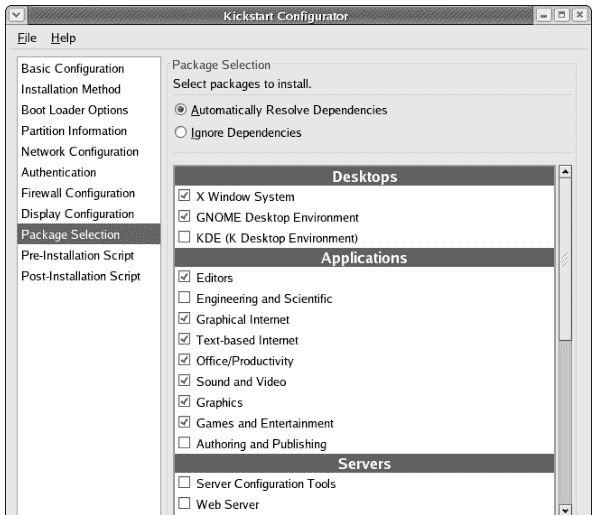 Kickstart Configurator
File Help
Basic Configuration
Installation Method
Boot Loader Options
Partition Information
Network Configuration
Authentication
Firewall Configuration
Display Configuration
Package Selection
Pre-Installation Script
Post-Installation Script
Package Selection
Select packages to install.
Automatically Resolve Dependencies
Ignore Dependencies
Desktops
X Window System
GNOME Desktop Environment
KDE (K Desktop Environment)
Applications
Editors
Engineering and Scientific
Graphical Internet
Text-based Internet
Office/Productivity
Sound and Video
Graphics
Games and Entertainment
Authoring and Publishing
Servers
Server Configuration Tools
Web Server